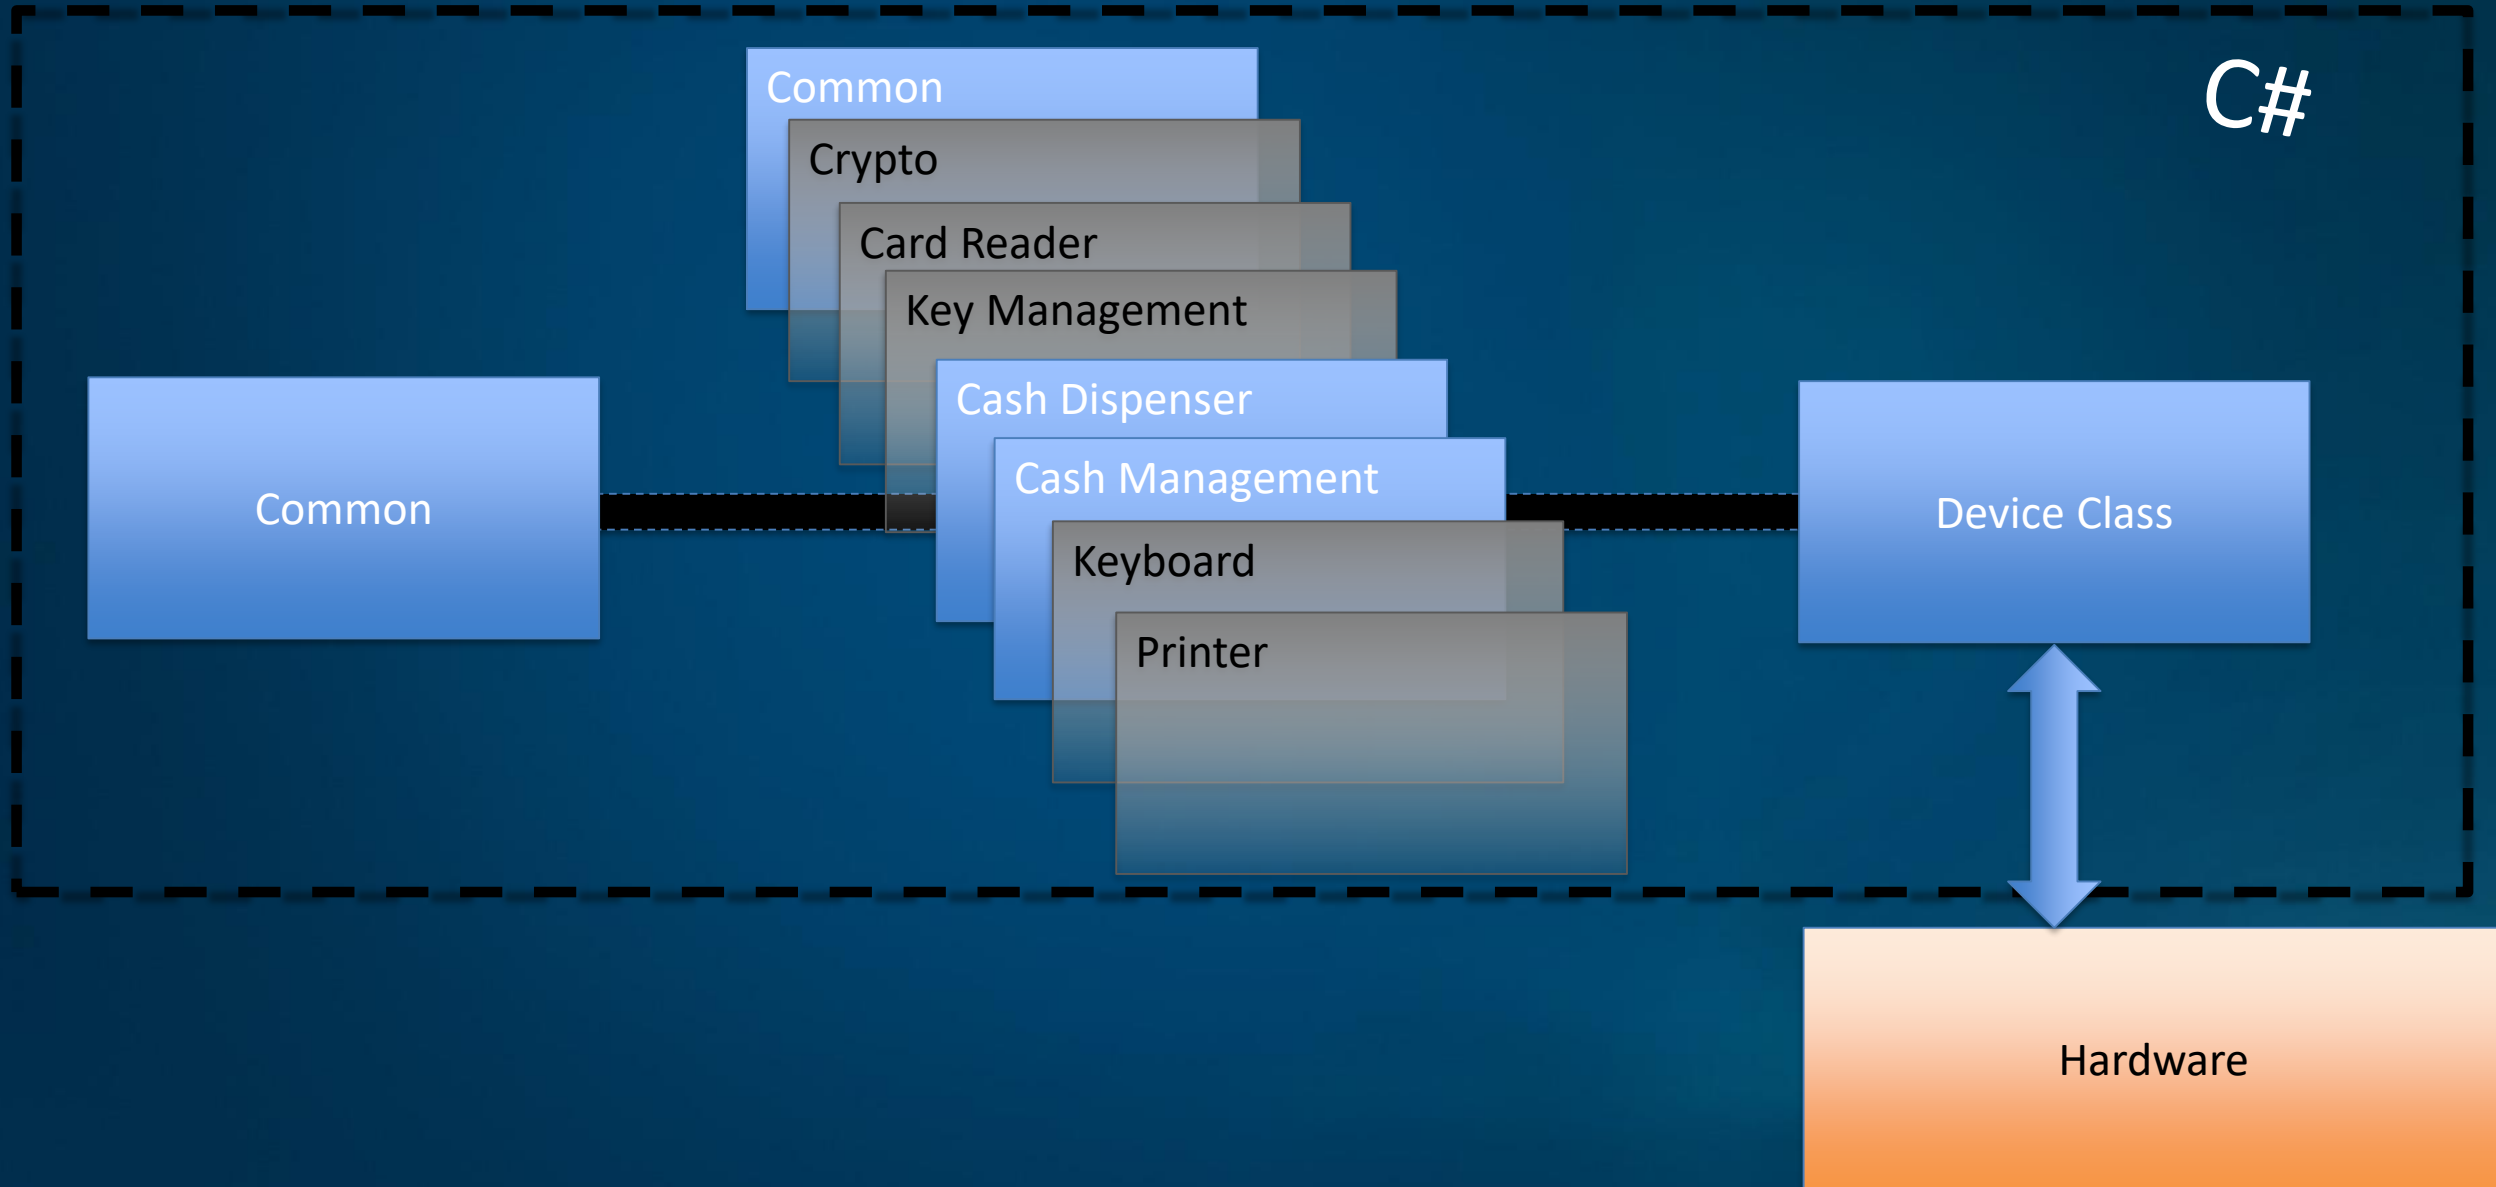 C#
Common
Crypto
Card Reader
Key Management
Cash Dispenser
Cash Management
Keyboard
Printer
Common
Device Class
Hardware